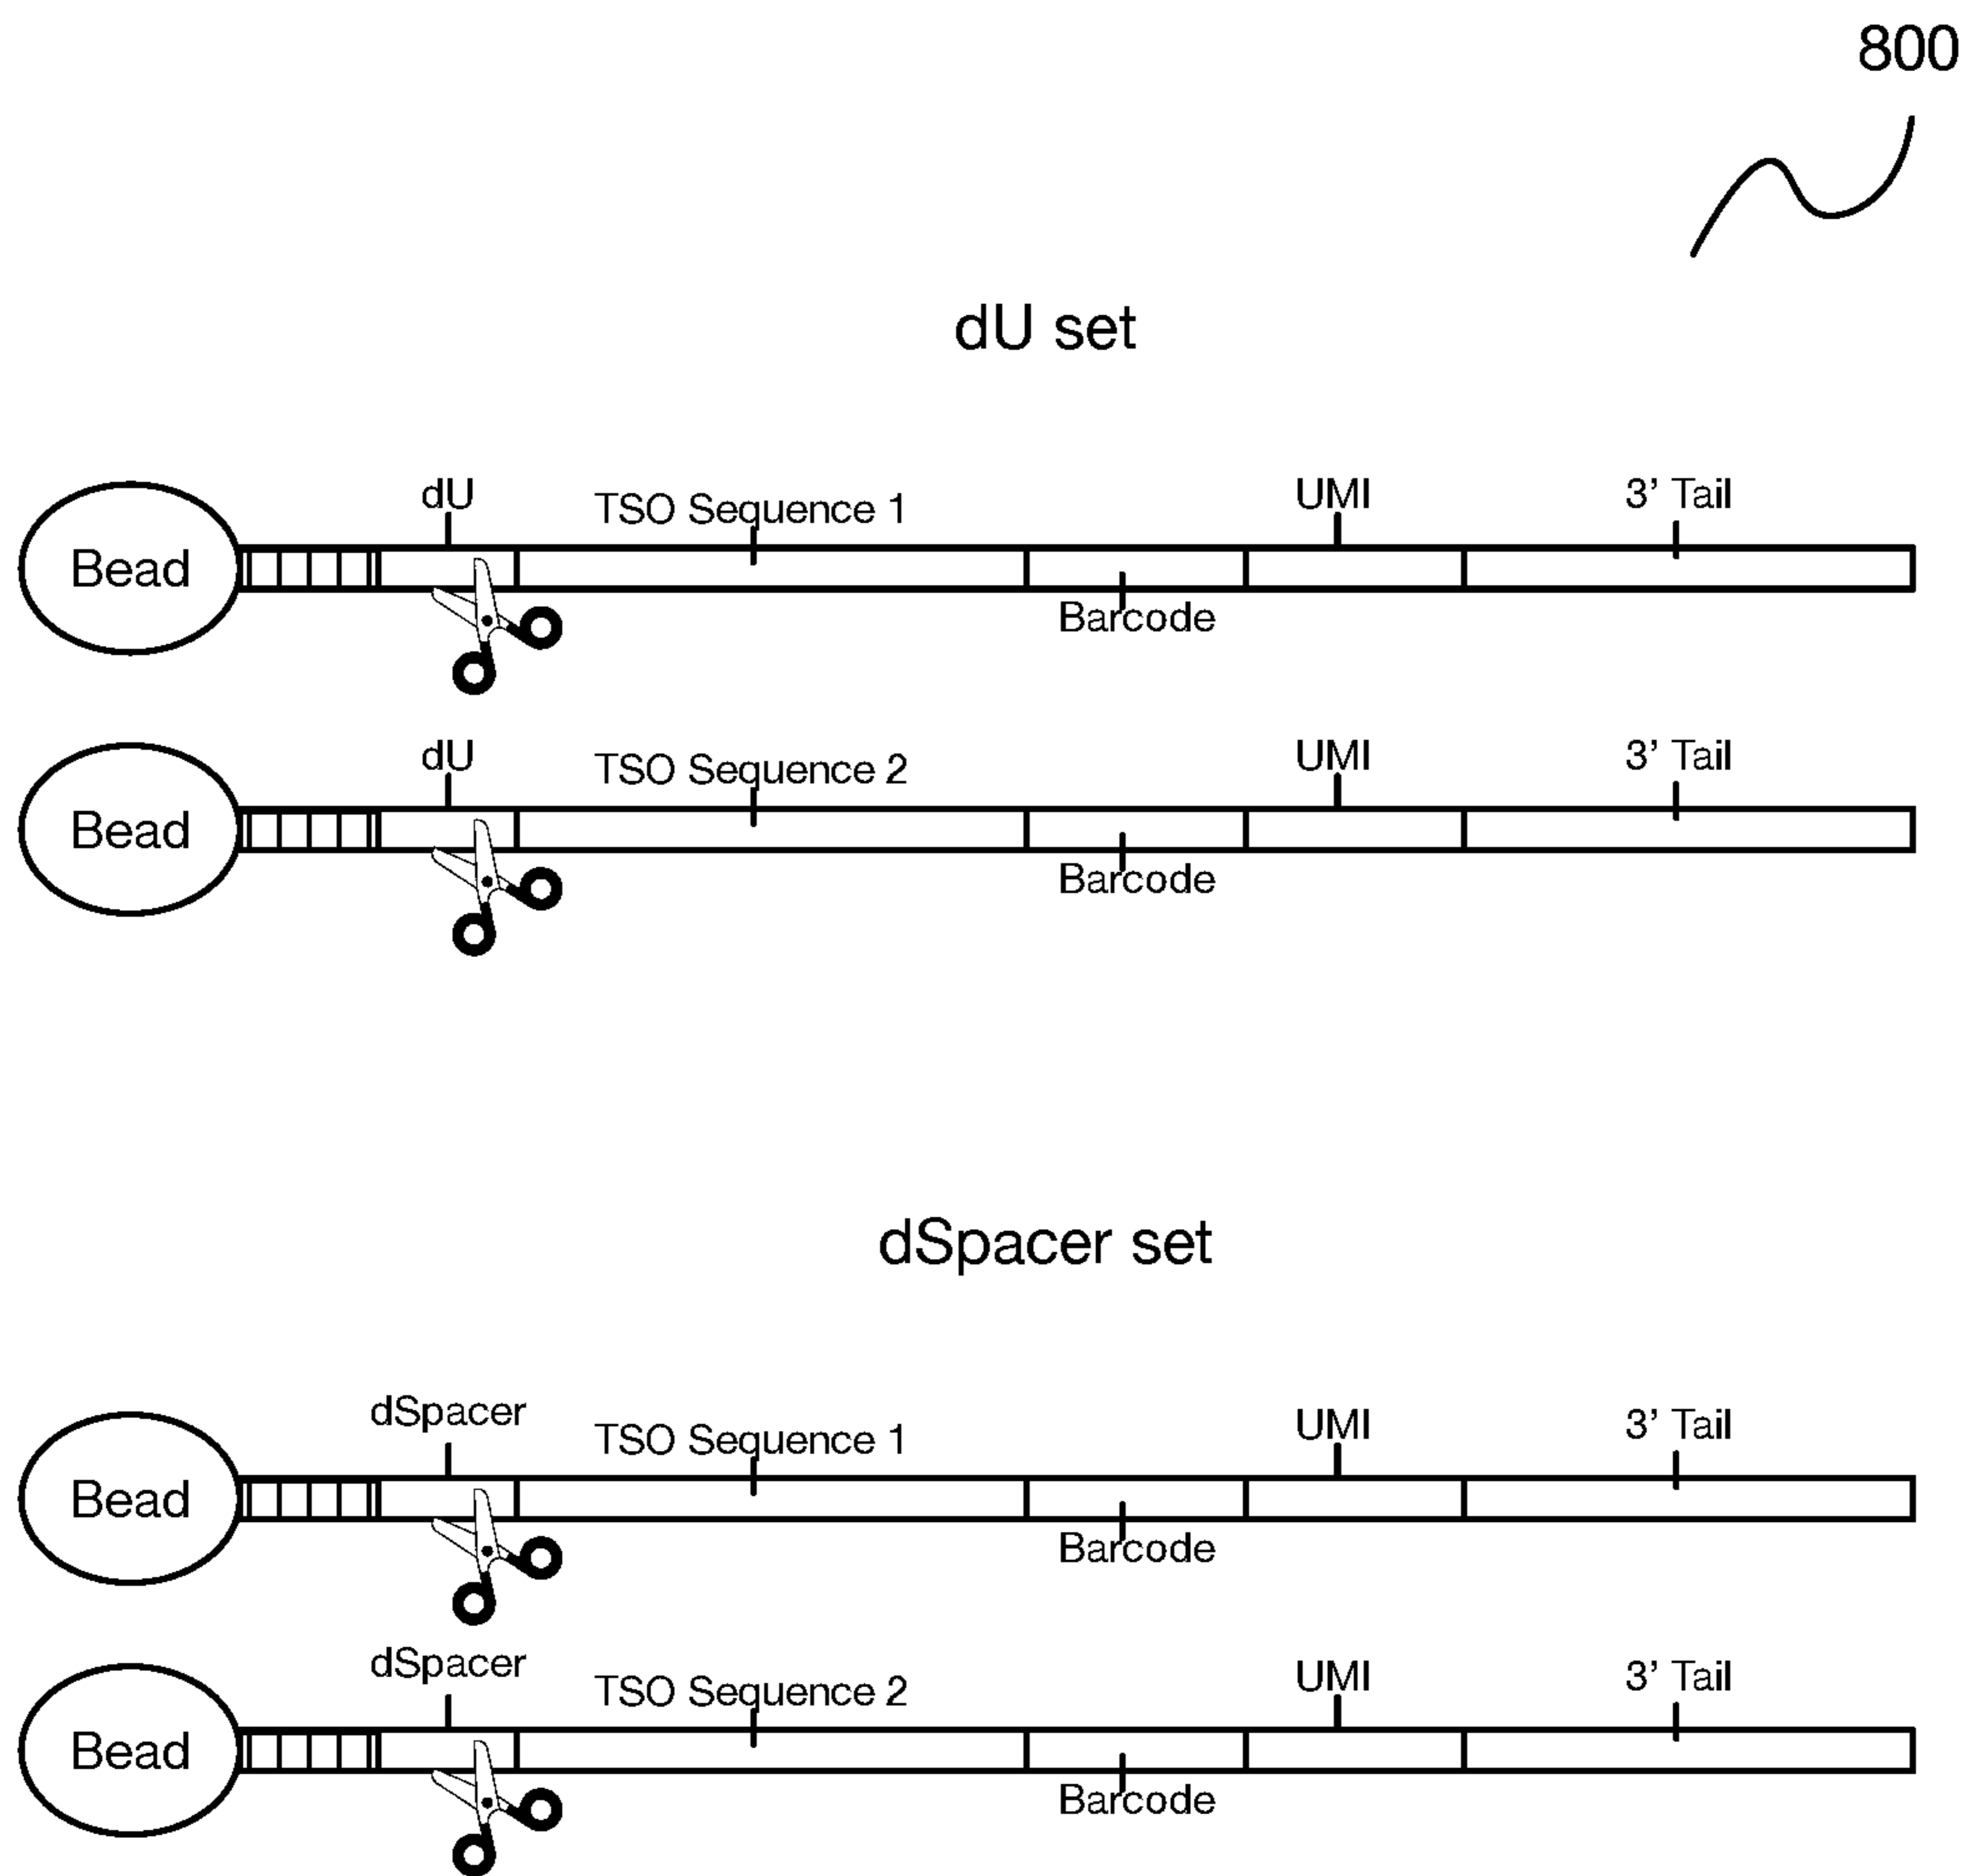 800
dU set
dU
TSO Sequence 1
UMI
3’ Tail
Bead
Barcode
dU
TSO Sequence 2
UMI
3’ Tail
Bead
Barcode
dSpacer set
dSpacer
TSO Sequence 1
UMI
3’ Tail
Bead
Barcode
dSpacer
TSO Sequence 2
UMI
3’ Tail
Bead
Barcode